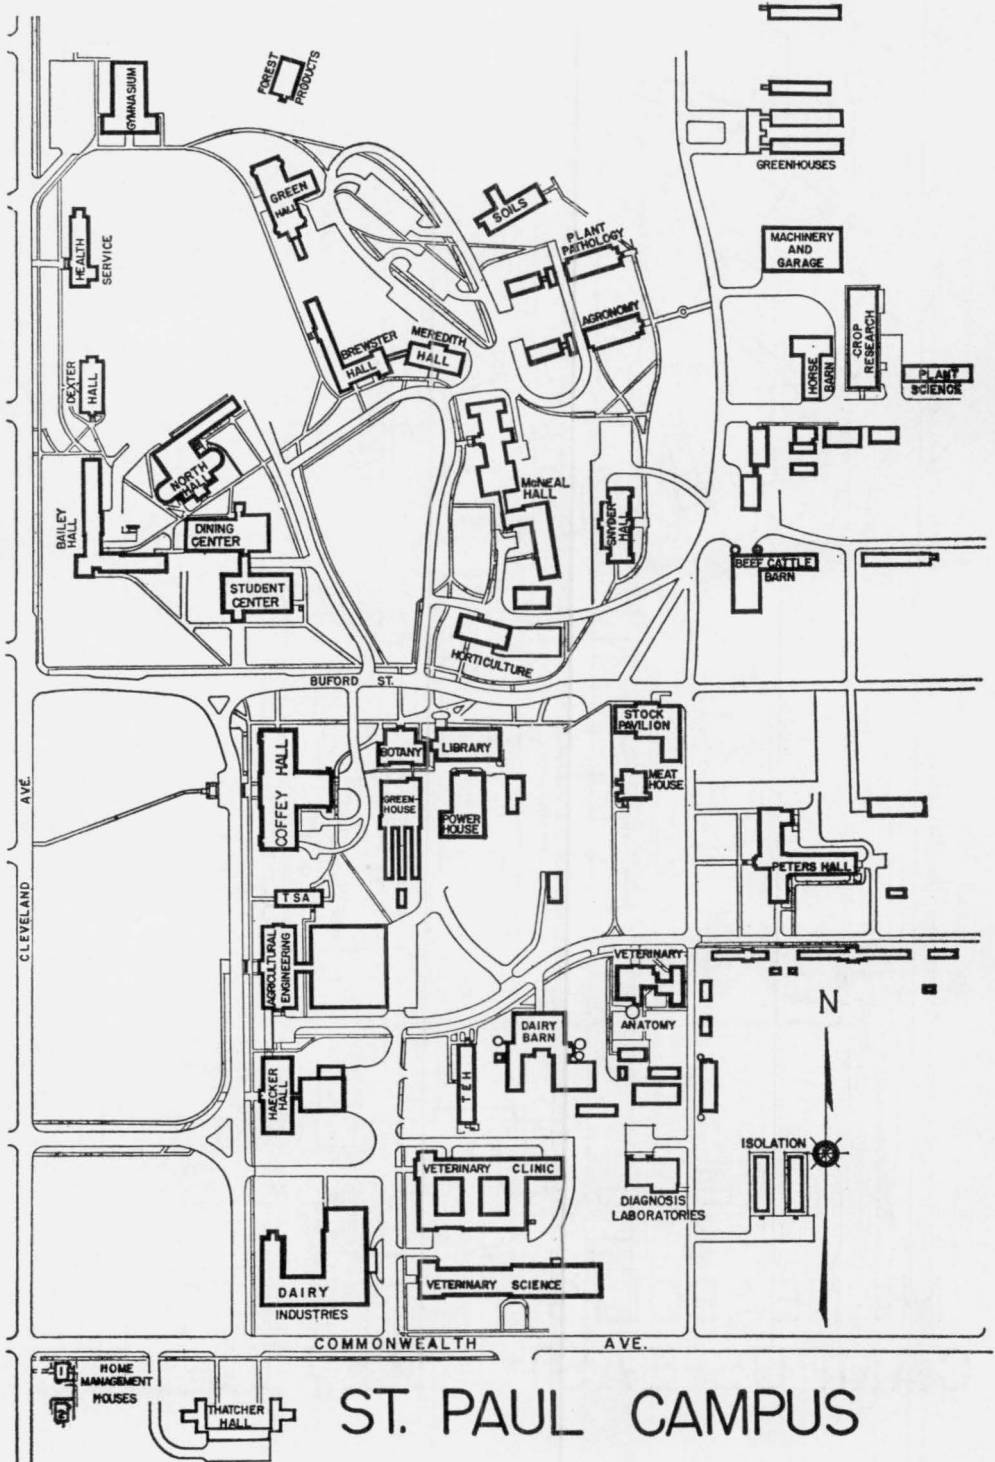 FOREST
PRODUCTS
GYMNASIUM
GREENHOUSES
GREEN
HALL
SOILS
HEALTH
SERVICE
PLANT
PATHOLOGY
MACHINERY
AND
GARAGE
AGRONOMY
CROP
RESEARCH
BREWSTER
HALL
MEREDITH
HALL
HORSE
BARN
PLANT
SCIENCE
DEXTER
HALL
NORTH
HALL
McNEAL
HALL
SNYDER
HALL
BAILEY
HALL
DINING
CENTER
BEEF CATTLE
BARN
STUDENT
CENTER
HORTICULTURE
BUFORD ST.
STOCK
PAVILION
COFFEY HALL
BOTANY
LIBRARY
MEAT
HOUSE
GREEN-
HOUSE
POWER
HOUSE
CLEVELAND AVE.
PETERS HALL
TSA
AGRICULTURAL
ENGINEERING
VETERINARY
ANATOMY
N
DAIRY
BARN
HAECKER
HALL
TEH
ISOLATION
VETERINARY CLINIC
DIAGNOSIS
LABORATORIES
DAIRY
INDUSTRIES
VETERINARY SCIENCE
COMMONWEALTH AVE.
1
HOME
MANAGEMENT
HOUSES
2
THATCHER
HALL
ST. PAUL CAMPUS